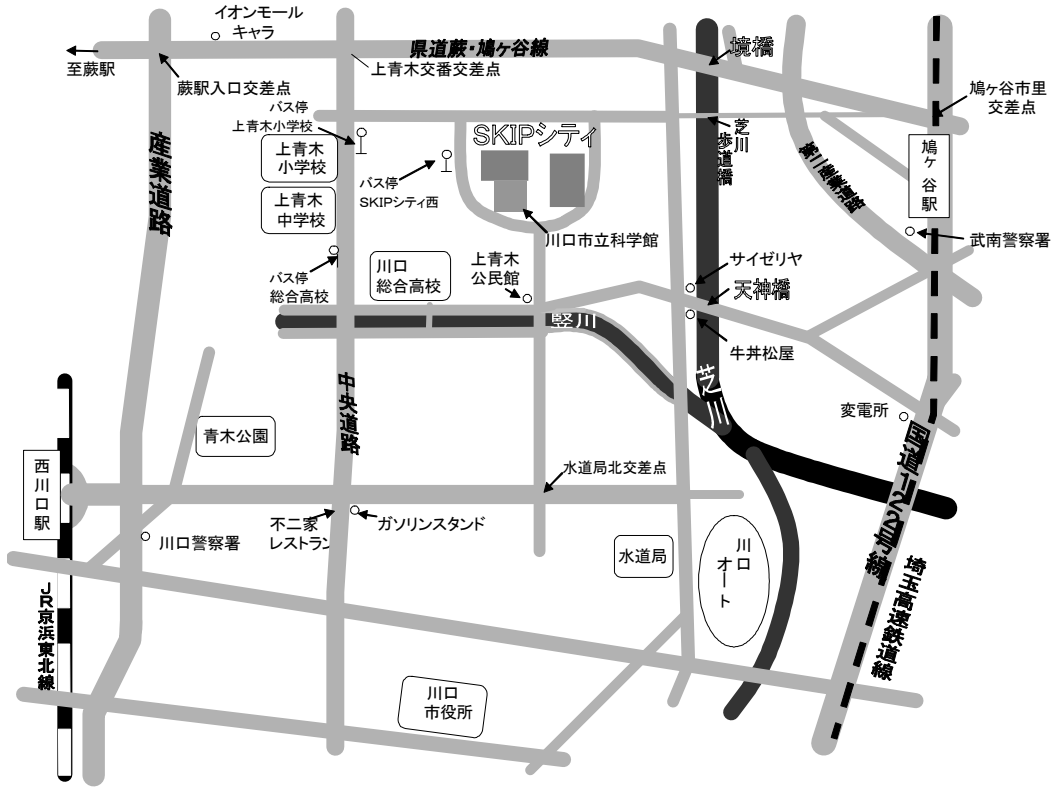 イオンモール
キャラ
県道蕨・鳩ヶ谷線
境橋
至蕨駅
蕨駅入口交差点
上青木交番交差点
鳩ヶ谷市里
交差点
バス停
上青木小学校
SKIPシティ
芝川
歩道橋
産業道路
上青木
小学校
上青木
中学校
バス停
SKIPシティ西
第二産業道路
鳩ヶ谷駅
川口市立科学館
武南警察署
バス停
総合高校
川口
総合高校
上青木
公民館
サイゼリヤ
天神橋
竪川
牛丼松屋
芝川
中央道路
変電所
青木公園
国道122号線
西川口駅
水道局北交差点
不二家
レストラン
ガソリンスタンド
川口警察署
水道局
川口
オート
埼玉高速鉄道線
JR京浜東北線
川口
市役所